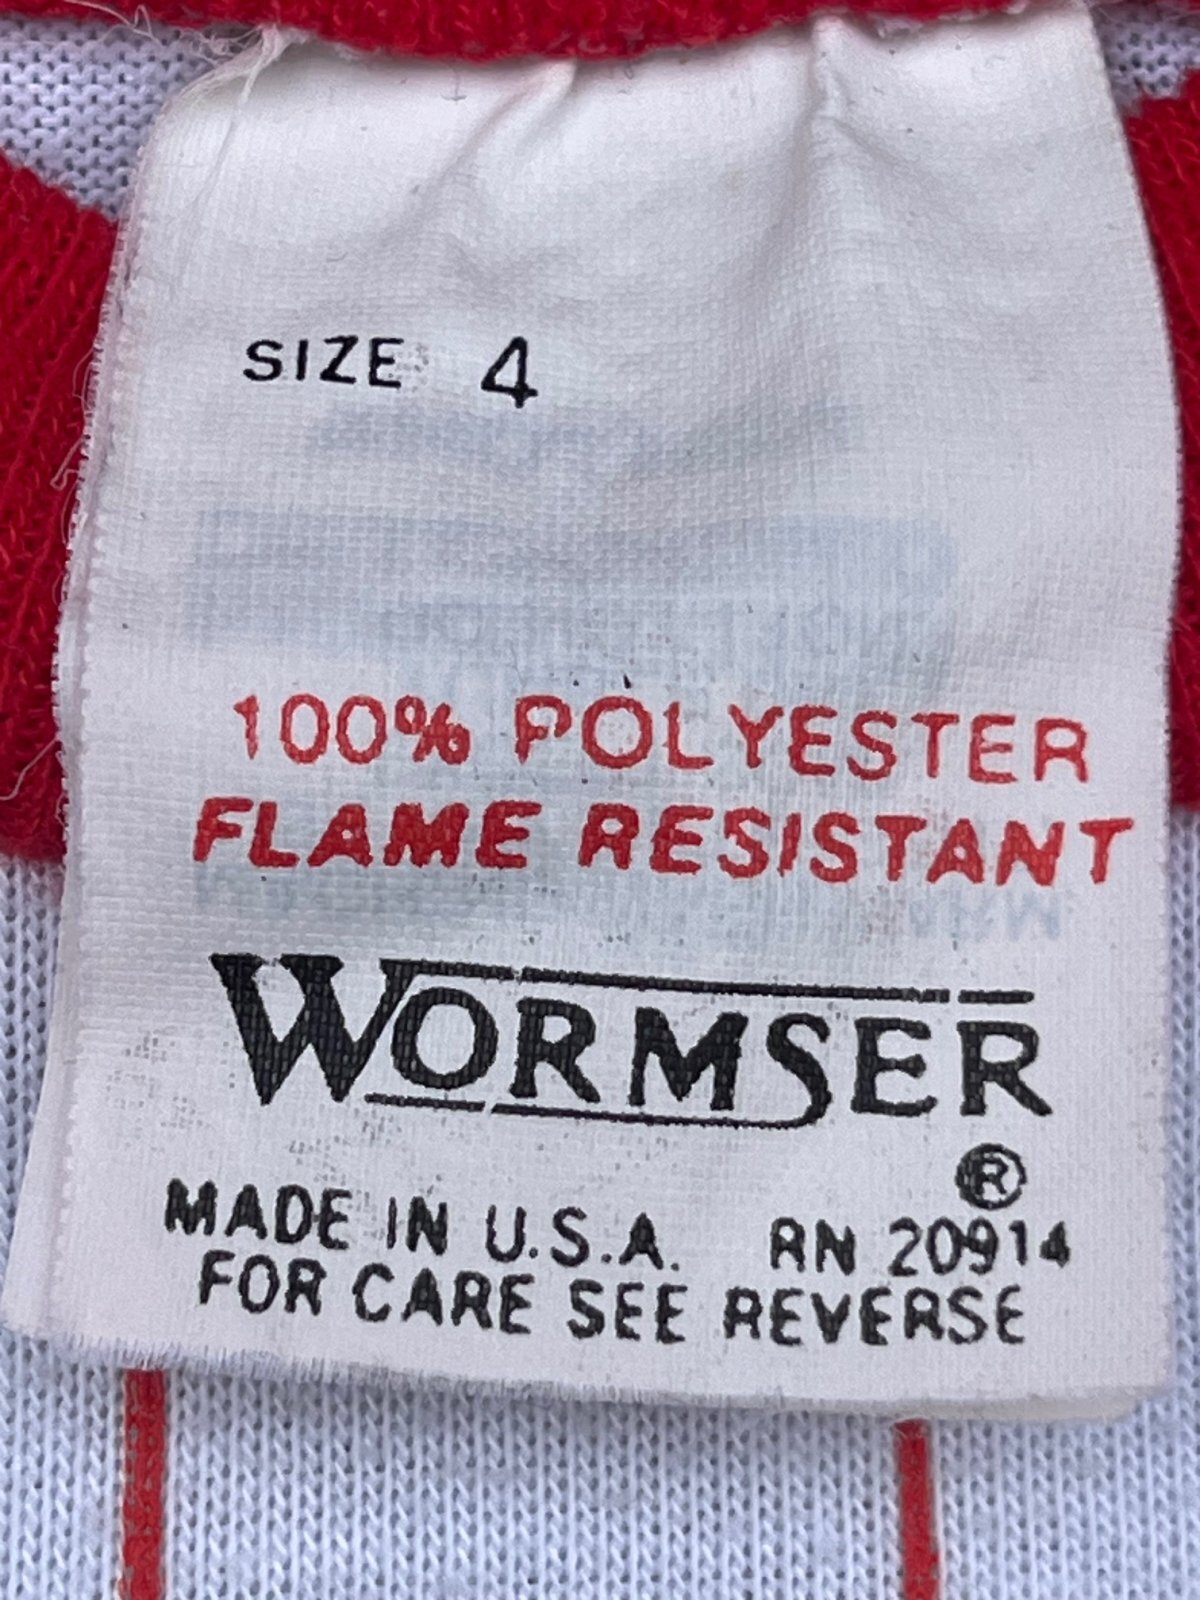 SIZE 4
100% POLYESTER
FLAME RESISTANT
WORMSER
®
MADE IN U.S.A. RN 20914
FOR CARE SEE REVERSE